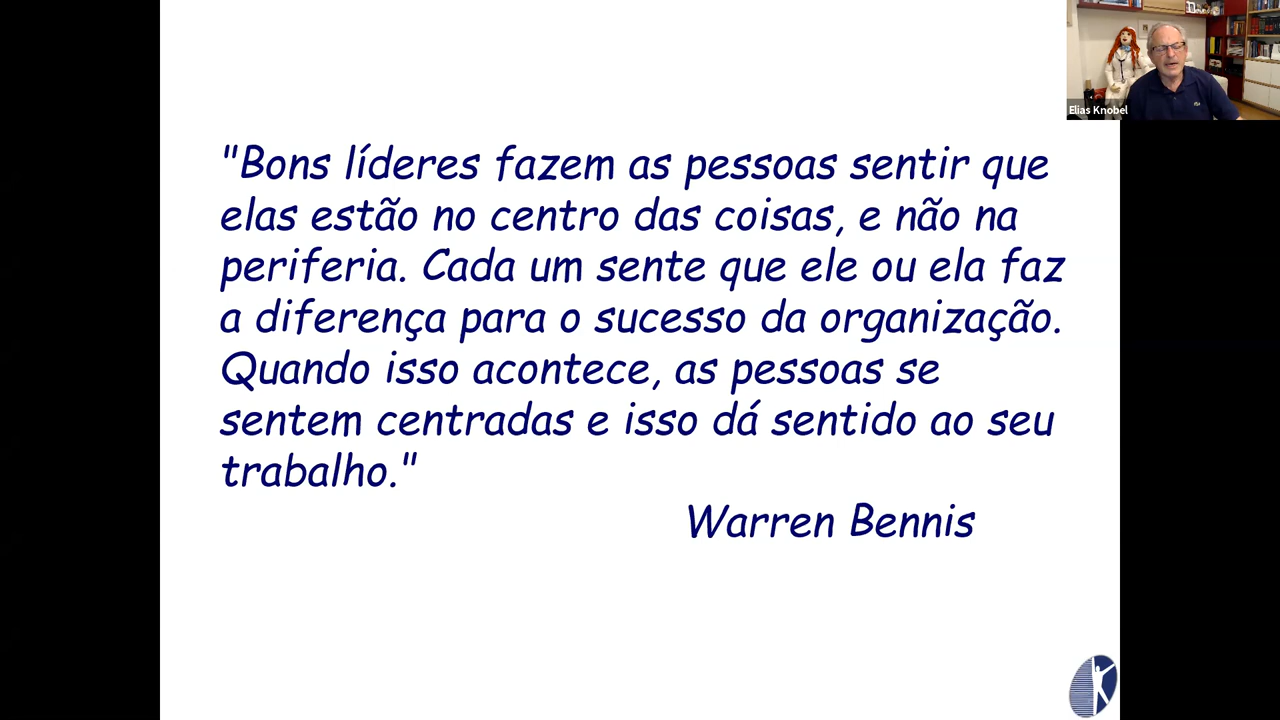 Elias Knobel
"Bons líderes fazem as pessoas sentir que
elas estão no centro das coisas, e não na
periferia. Cada um sente que ele ou ela faz
a diferença para o sucesso da organização.
Quando isso acontece, as pessoas se
sentem centradas e isso dá sentido ao seu
trabalho."
Warren Bennis